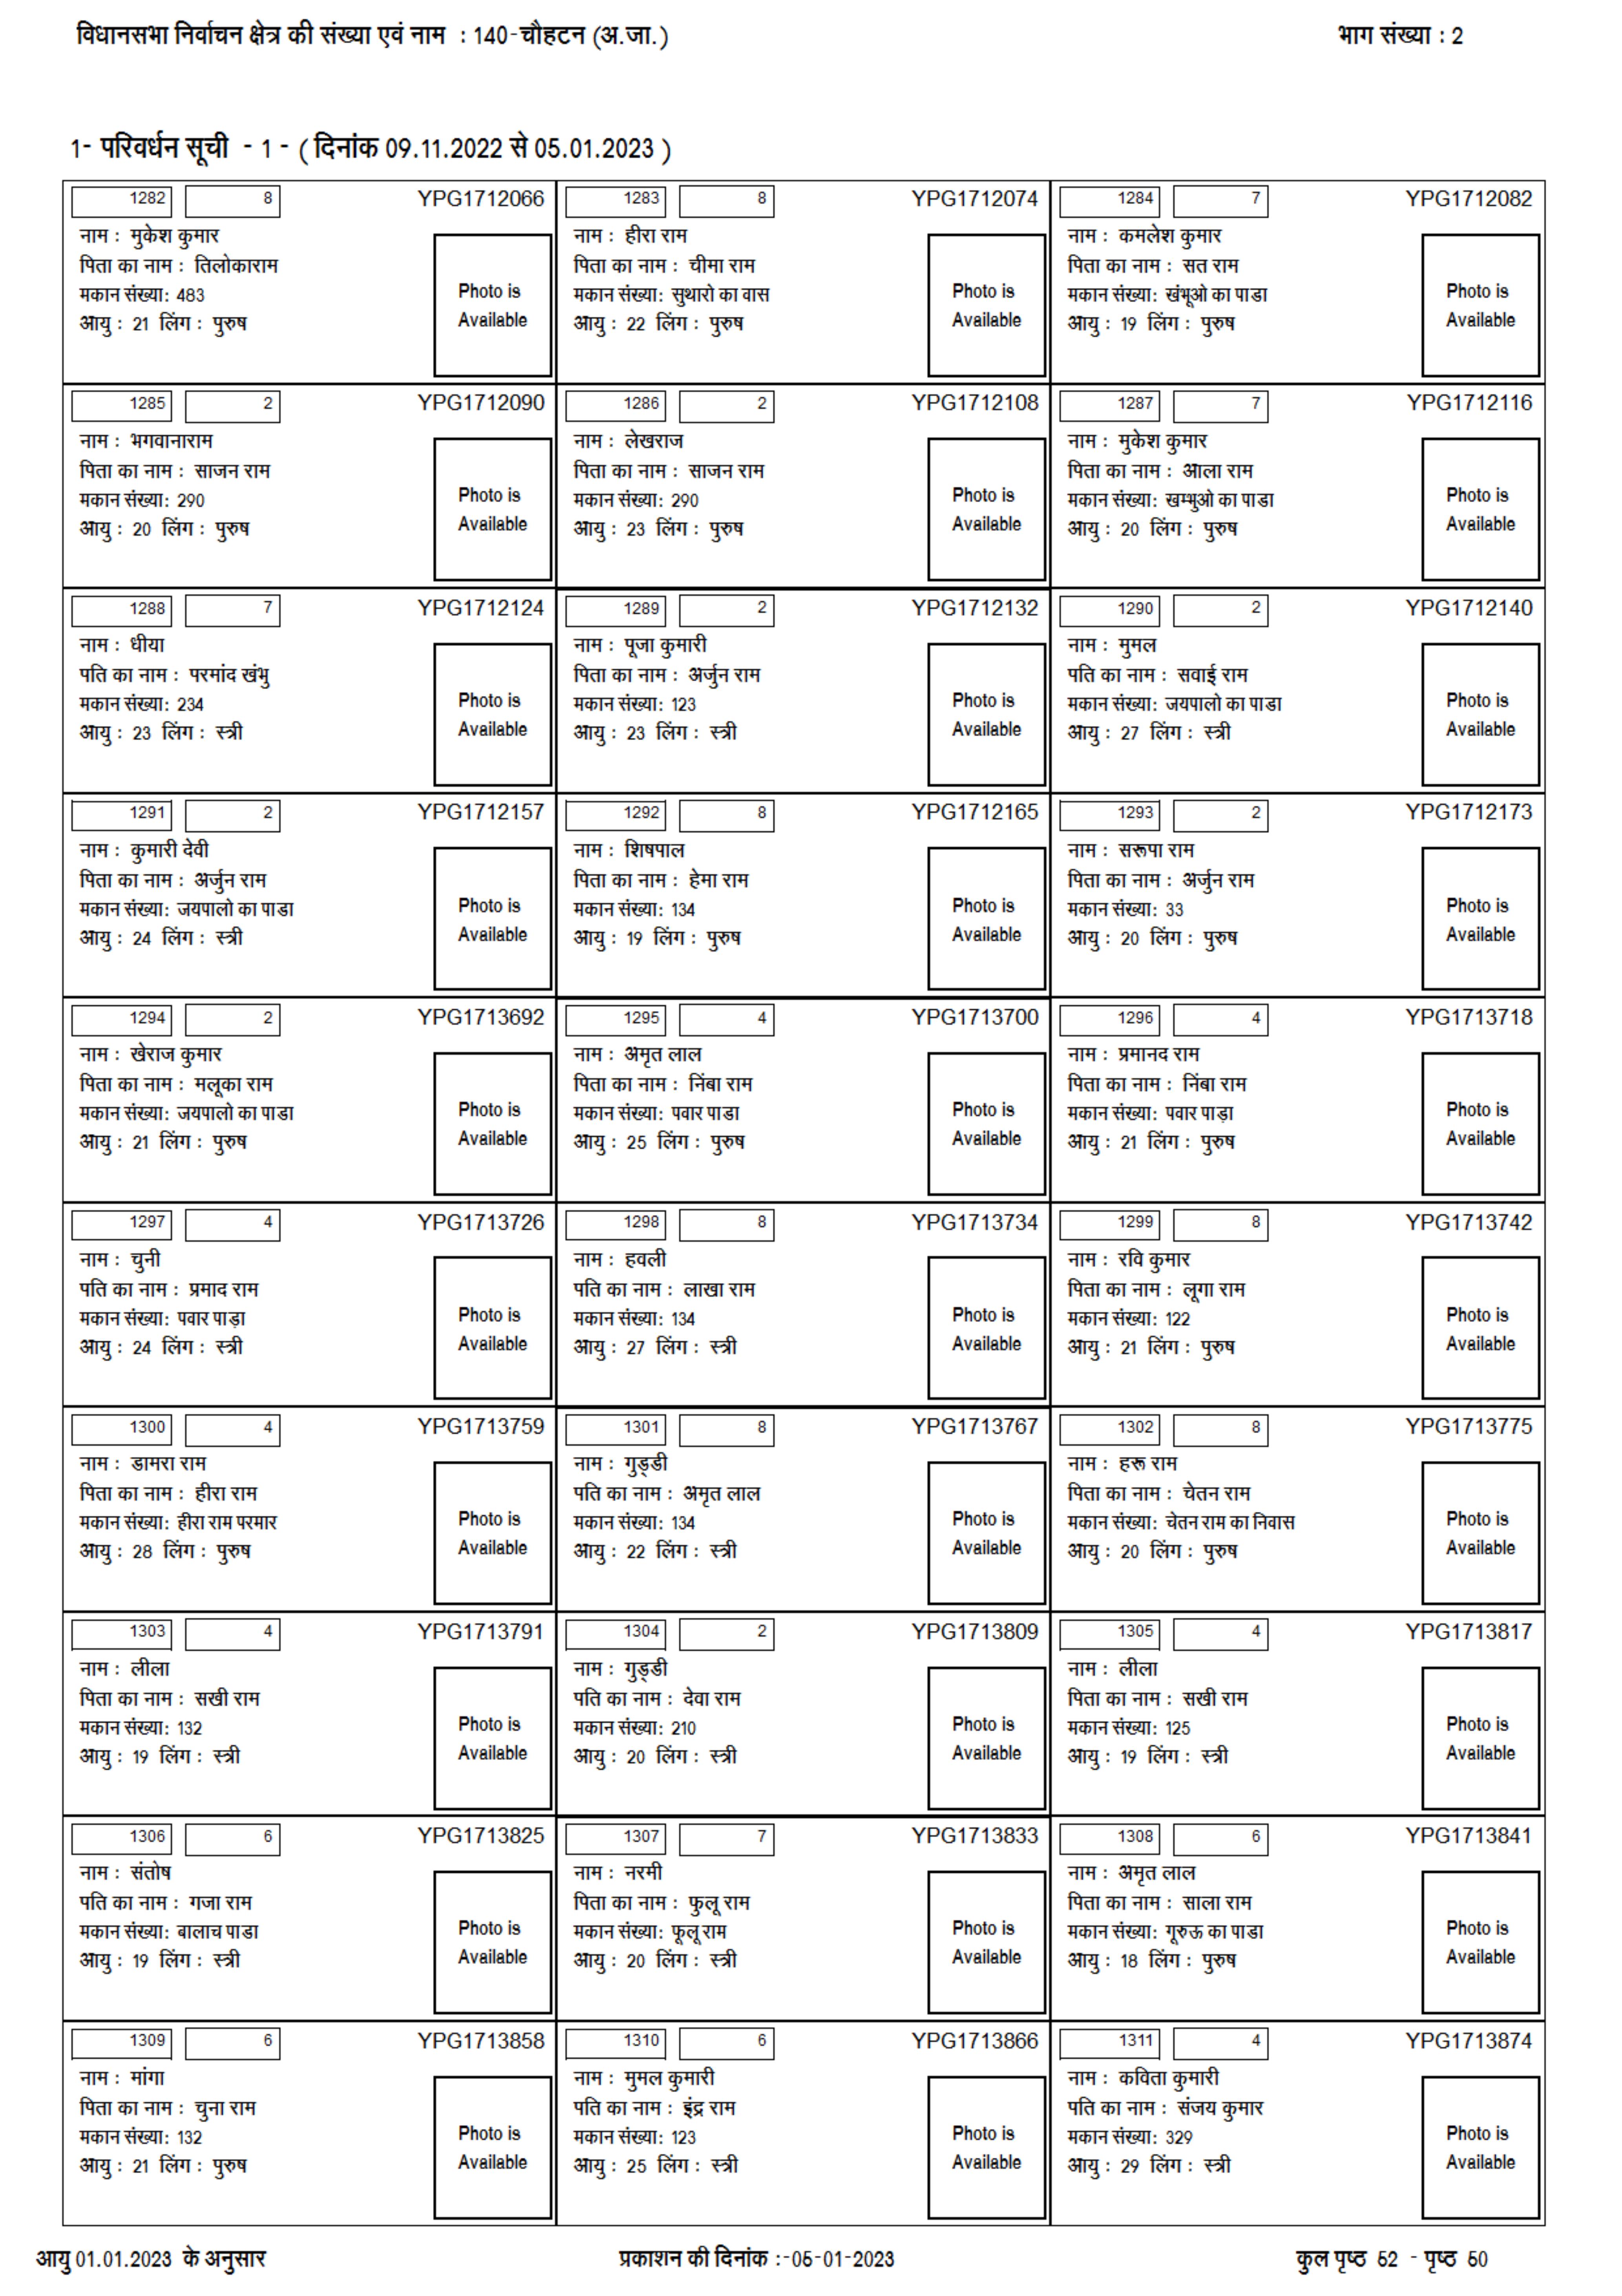 विधानसभा निर्वाचन क्षेत्र की संख्या एवं नाम : 140-चौहटन (अ.जा.)
भाग संख्या : 2
1- परिवर्धन सूची - 1 - ( दिनांक 09.11.2022 से 05.01.2023 )
1282 8 YPG1712066
नाम : मुकेश कुमार
पिता का नाम : तिलोकाराम
मकान संख्या: 483
आयु : 21 लिंग : पुरुष
Photo is
Available
1283 8 YPG1712074
नाम : हीरा राम
पिता का नाम : चीमा राम
मकान संख्या: सुथारो का वास
आयु : 22 लिंग : पुरुष
Photo is
Available
1284 7 YPG1712082
नाम : कमलेश कुमार
पिता का नाम : सत राम
मकान संख्या: खंभूओ का पाडा
आयु : 19 लिंग : पुरुष
Photo is
Available
1285 2 YPG1712090
नाम : भगवानाराम
पिता का नाम : साजन राम
मकान संख्या: 290
आयु : 20 लिंग : पुरुष
Photo is
Available
1286 2 YPG1712108
नाम : लेखराज
पिता का नाम : साजन राम
मकान संख्या: 290
आयु : 23 लिंग : पुरुष
Photo is
Available
1287 7 YPG1712116
नाम : मुकेश कुमार
पिता का नाम : आला राम
मकान संख्या: खम्भुओ का पाडा
आयु : 20 लिंग : पुरुष
Photo is
Available
1288 7 YPG1712124
नाम : धीया
पति का नाम : परमांद खंभु
मकान संख्या: 234
आयु : 23 लिंग : स्त्री
Photo is
Available
1289 2 YPG1712132
नाम : पूजा कुमारी
पिता का नाम : अर्जुन राम
मकान संख्या: 123
आयु : 23 लिंग : स्त्री
Photo is
Available
1290 2 YPG1712140
नाम : मुमल
पति का नाम : सवाई राम
मकान संख्या: जयपालो का पाडा
आयु : 27 लिंग : स्त्री
Photo is
Available
1291 2 YPG1712157
नाम : कुमारी देवी
पिता का नाम : अर्जुन राम
मकान संख्या: जयपालो का पाडा
आयु : 24 लिंग : स्त्री
Photo is
Available
1292 8 YPG1712165
नाम : शिषपाल
पिता का नाम : हेमा राम
मकान संख्या: 134
आयु : 19 लिंग : पुरुष
Photo is
Available
1293 2 YPG1712173
नाम : सरूपा राम
पिता का नाम : अर्जुन राम
मकान संख्या: 33
आयु : 20 लिंग : पुरुष
Photo is
Available
1294 2 YPG1713692
नाम : खेराज कुमार
पिता का नाम : मलूका राम
मकान संख्या: जयपालो का पाडा
आयु : 21 लिंग : पुरुष
Photo is
Available
1295 4 YPG1713700
नाम : अमृत लाल
पिता का नाम : निंबा राम
मकान संख्या: पवार पाडा
आयु : 25 लिंग : पुरुष
Photo is
Available
1296 4 YPG1713718
नाम : प्रमानद राम
पिता का नाम : निंबा राम
मकान संख्या: पवार पाड़ा
आयु : 21 लिंग : पुरुष
Photo is
Available
1297 4 YPG1713726
नाम : चुनी
पति का नाम : प्रमाद राम
मकान संख्या: पवार पाड़ा
आयु : 24 लिंग : स्त्री
Photo is
Available
1298 8 YPG1713734
नाम : हवली
पति का नाम : लाखा राम
मकान संख्या: 134
आयु : 27 लिंग : स्त्री
Photo is
Available
1299 8 YPG1713742
नाम : रवि कुमार
पिता का नाम : लूगा राम
मकान संख्या: 122
आयु : 21 लिंग : पुरुष
Photo is
Available
1300 4 YPG1713759
नाम : डामरा राम
पिता का नाम : हीरा राम
मकान संख्या: हीरा राम परमार
आयु : 28 लिंग : पुरुष
Photo is
Available
1301 8 YPG1713767
नाम : गुड्डी
पति का नाम : अमृत लाल
मकान संख्या: 134
आयु : 22 लिंग : स्त्री
Photo is
Available
1302 8 YPG1713775
नाम : हरू राम
पिता का नाम : चेतन राम
मकान संख्या: चेतन राम का निवास
आयु : 20 लिंग : पुरुष
Photo is
Available
1303 4 YPG1713791
नाम : लीला
पिता का नाम : सखी राम
मकान संख्या: 132
आयु : 19 लिंग : स्त्री
Photo is
Available
1304 2 YPG1713809
नाम : गुड्डी
पति का नाम : देवा राम
मकान संख्या: 210
आयु : 20 लिंग : स्त्री
Photo is
Available
1305 4 YPG1713817
नाम : लीला
पिता का नाम : सखी राम
मकान संख्या: 125
आयु : 19 लिंग : स्त्री
Photo is
Available
1306 6 YPG1713825
नाम : संतोष
पति का नाम : गजा राम
मकान संख्या: बालाच पाडा
आयु : 19 लिंग : स्त्री
Photo is
Available
1307 7 YPG1713833
नाम : नरमी
पिता का नाम : फुलू राम
मकान संख्या: फूलू राम
आयु : 20 लिंग : स्त्री
Photo is
Available
1308 6 YPG1713841
नाम : अमृत लाल
पिता का नाम : साला राम
मकान संख्या: गूरुऊ का पाडा
आयु : 18 लिंग : पुरुष
Photo is
Available
1309 6 YPG1713858
नाम : मांगा
पिता का नाम : चुना राम
मकान संख्या: 132
आयु : 21 लिंग : पुरुष
Photo is
Available
1310 6 YPG1713866
नाम : मुमल कुमारी
पति का नाम : इंद्र राम
मकान संख्या: 123
आयु : 25 लिंग : स्त्री
Photo is
Available
1311 4 YPG1713874
नाम : कविता कुमारी
पति का नाम : संजय कुमार
मकान संख्या: 329
आयु : 29 लिंग : स्त्री
Photo is
Available
आयु 01.01.2023 के अनुसार
प्रकाशन की दिनांक :-05-01-2023
कुल पृष्ठ 52 - पृष्ठ 50